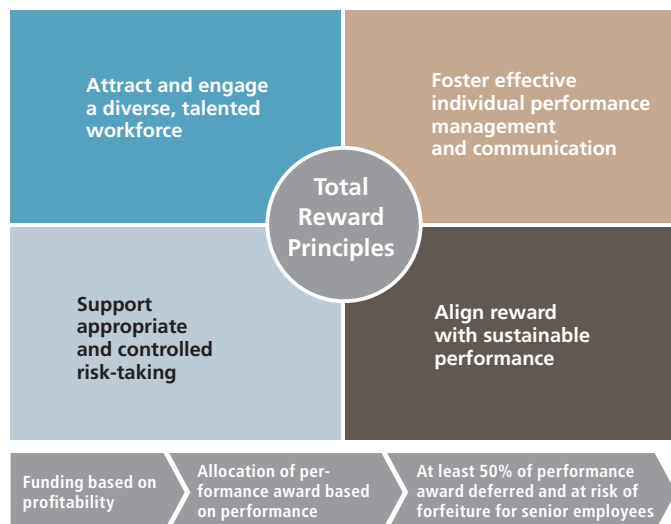 Attract and engage
a diverse, talented
workforce
Foster effective
individual performance
management
and communication
Total
Reward
Principles
Support
appropriate
and controlled
risk-taking
Align reward
with sustainable
performance
Funding based on
profitability
Allocation of per-
formance award based
on performance
At least 50% of performance
award deferred and at risk of
forfeiture for senior employees